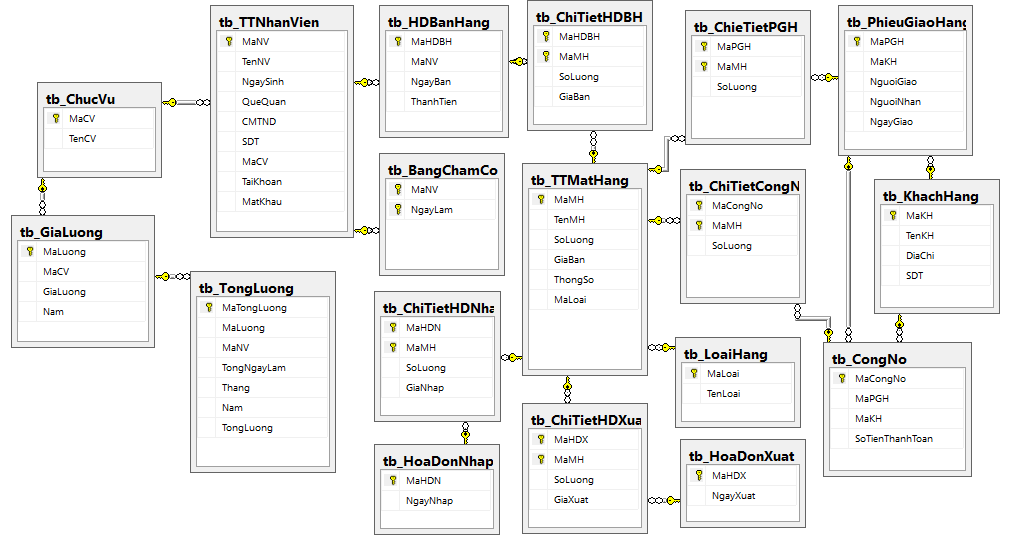 tb_TTNhanVien
MaNV
TenNV
NgaySinh
QueQuan
CMTND
SDT
MaCV
TaiKhoan
MatKhau
tb_HDBanHang
MaHDBH
MaNV
NgayBan
ThanhTien
tb_ChiTietHDBH
MaHDBH
MaMH
SoLuong
GiaBan
tb_ChieTietPGH
MaPGH
MaMH
SoLuong
tb_PhieuGiaoHang
MaPGH
MaKH
NguoiGiao
NguoiNhan
NgayGiao
tb_ChucVu
MaCV
TenCV
tb_BangChamCo
MaNV
NgayLam
tb_TTMatHang
MaMH
TenMH
SoLuong
GiaBan
ThongSo
MaLoai
tb_ChiTietCongN
MaCongNo
MaMH
SoLuong
tb_KhachHang
MaKH
TenKH
DiaChi
SDT
tb_GiaLuong
MaLuong
MaCV
GiaLuong
Nam
tb_TongLuong
MaTongLuong
MaLuong
MaNV
TongNgayLam
Thang
Nam
TongLuong
tb_ChiTietHDNha
MaHDN
MaMH
SoLuong
GiaNhap
tb_LoaiHang
MaLoai
TenLoai
tb_CongNo
MaCongNo
MaPGH
MaKH
SoTienThanhToan
tb_HoaDonNhap
MaHDN
NgayNhap
tb_ChiTietHDXua
MaHDX
MaMH
SoLuong
GiaXuat
tb_HoaDonXuat
MaHDX
NgayXuat